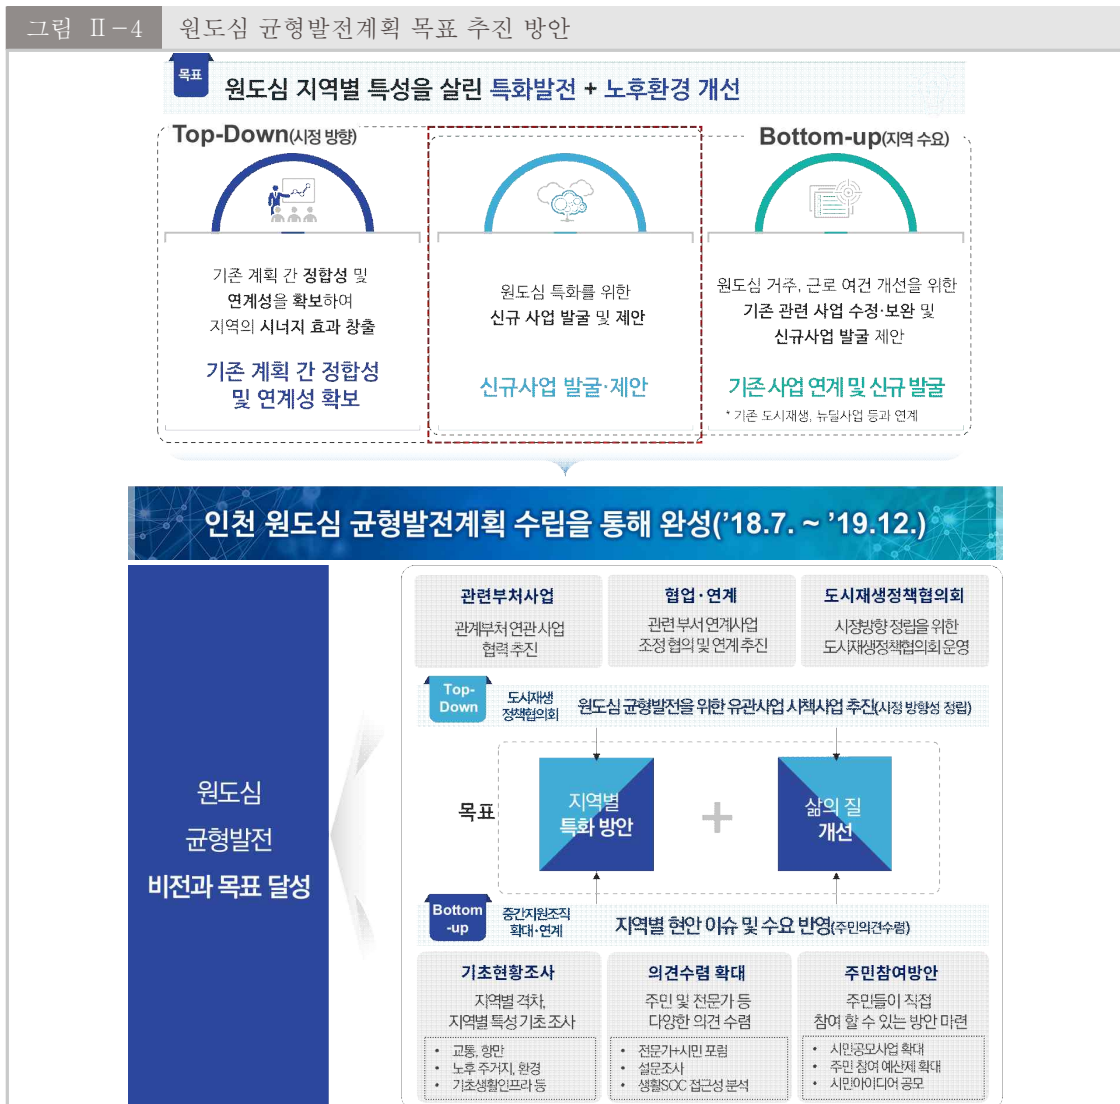 그림 Ⅱ-4 원도심 균형발전계획 목표 추진 방안
목표
원도심 지역별 특성을 살린 특화발전 + 노후환경 개선
Top-Down(시정 방향)
Bottom-up(지역 수요)
기존 계획 간 정합성 및
연계성을 확보하여
지역의 시너지 효과 창출
기존 계획 간 정합성
및 연계성 확보
원도심 특화를 위한
신규 사업 발굴 및 제안
신규사업 발굴·제안
원도심 거주, 근로 여건 개선을 위한
기존 관련 사업 수정·보완 및
신규사업 발굴 제안
기존 사업 연계 및 신규 발굴
* 기존 도시재생, 뉴딜사업 등과 연계
인천 원도심 균형발전계획 수립을 통해 완성('18.7. ~ '19.12.)
원도심
균형발전
비전과 목표 달성
관련부처사업
관계부처 연관 사업
협력 추진
협업·연계
관련 부서 연계사업
조정 협의 및 연계 추진
도시재생정책협의회
시정방향 정립을 위한
도시재생정책협의회 운영
Top-
Down
도시재생
정책협의회
원도심 균형발전을 위한 유관사업 시책사업 추진(시정 방향성 정립)
목표
지역별
특화 방안
+
삶의 질
개선
Bottom
-up
중간지원조직
확대·연계
지역별 현안 이슈 및 수요 반영(주민의견수렴)
기초현황조사
지역별 격차,
지역별 특성 기초 조사
• 교통, 항만
• 노후 주거지, 환경
• 기초생활인프라 등
의견수렴 확대
주민 및 전문가 등
다양한 의견 수렴
• 전문가+시민 포럼
• 설문조사
• 생활SOC 접근성 분석
주민참여방안
주민들이 직접
참여 할 수 있는 방안 마련
• 시민공모사업 확대
• 주민 참여 예산제 확대
• 시민아이디어 공모